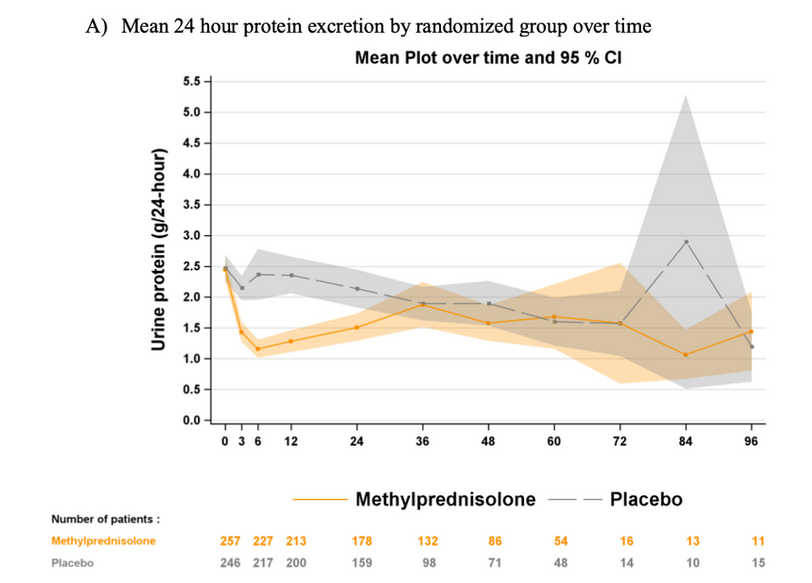 A) Mean 24 hour protein excretion by randomized group over time
Mean Plot over time and 95 % CI
Urine protein (g/24-hour)
5.5
5.0
4.5
4.0
3.5
3.0
2.5
2.0
1.5
1.0
0.5
0.0
0 3 6 12 24 36 48 60 72 84 96
Methylprednisolone Placebo
Number of patients :
Methylprednisolone 257 227 213 178 132 86 54 16 13 11
Placebo 246 217 200 159 98 71 48 14 10 15